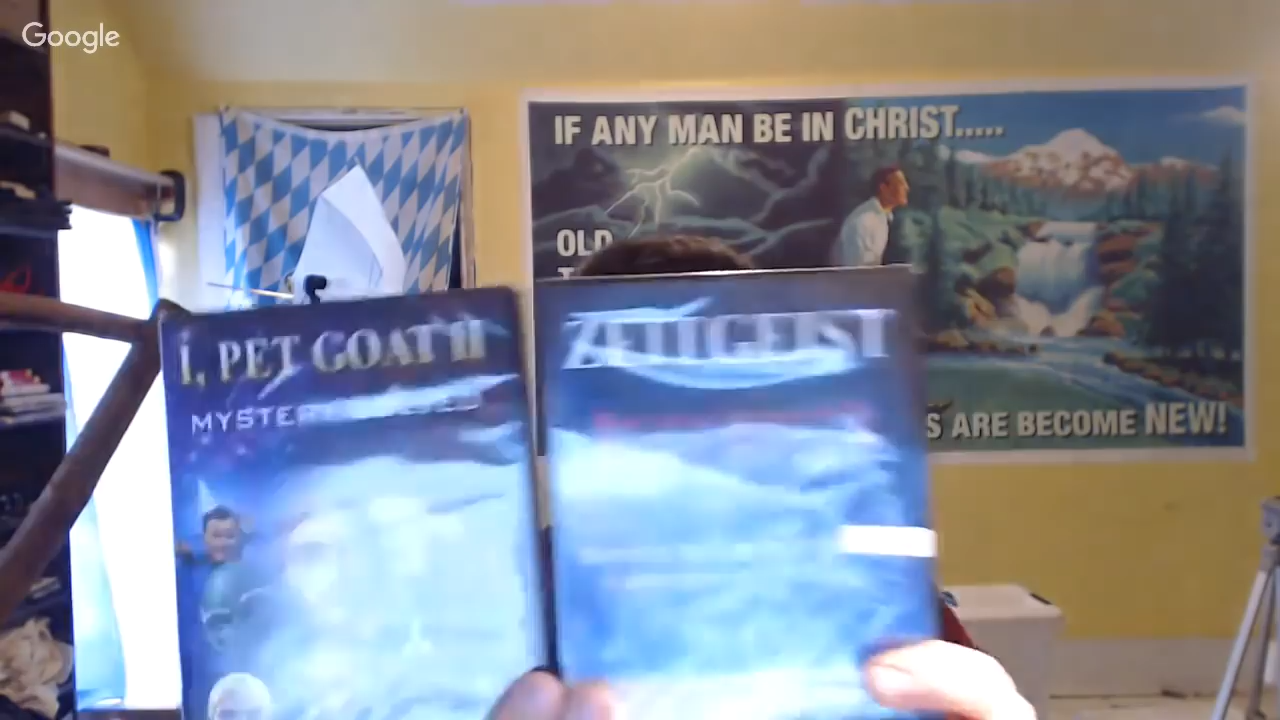 Google
IF ANY MAN BE IN CHRIST.....
OLD
S ARE BECOME NEW!
I, PET GOAT II
ZEITGEIST